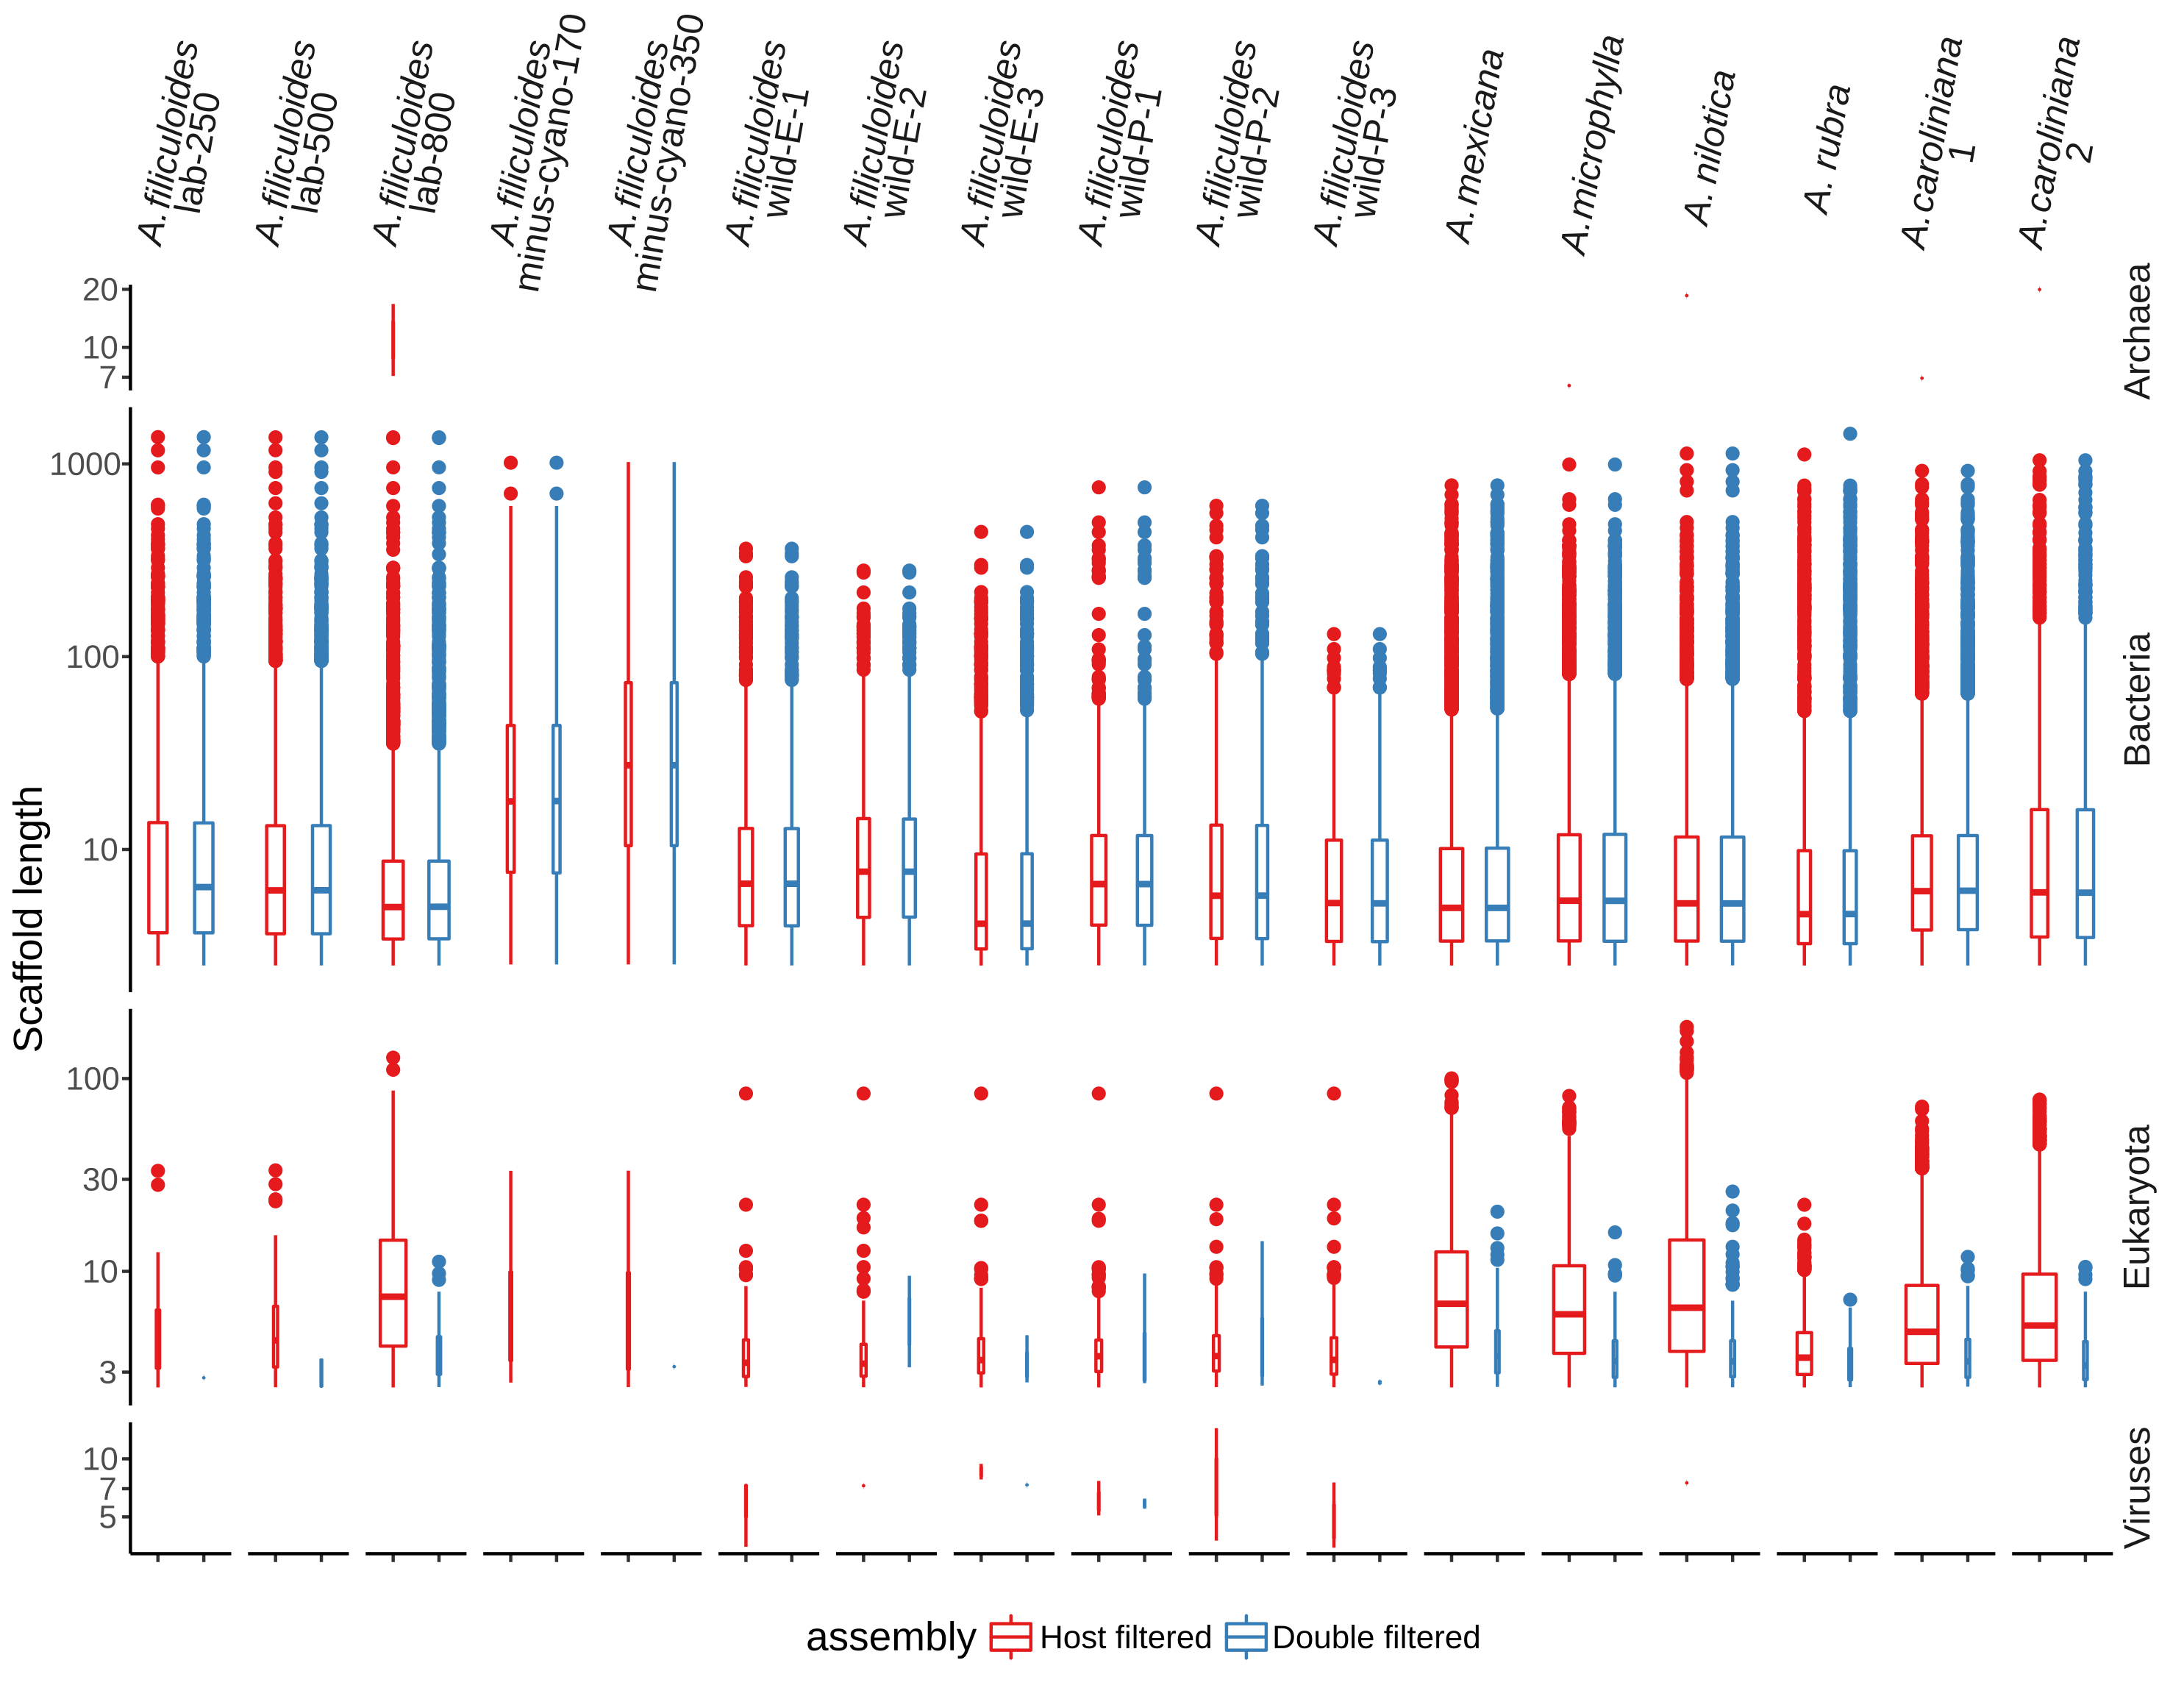 A. filiculoides
lab-250
A. filiculoides
lab-500
A. filiculoides
lab-800
A. filiculoides
minus-cyano-170
A. filiculoides
minus-cyano-350
A. filiculoides
wild-E-1
A. filiculoides
wild-E-2
A. filiculoides
wild-E-3
A. filiculoides
wild-P-1
A. filiculoides
wild-P-2
A. filiculoides
wild-P-3
A. mexicana
A. microphylla
A. nilotica
A. rubra
A. caroliniana
1
A. caroliniana
2
Scaffold length
20
10
7
Archaea
1000
100
10
Bacteria
100
30
10
3
Eukaryota
10
7
5
Viruses
assembly Host filtered Double filtered